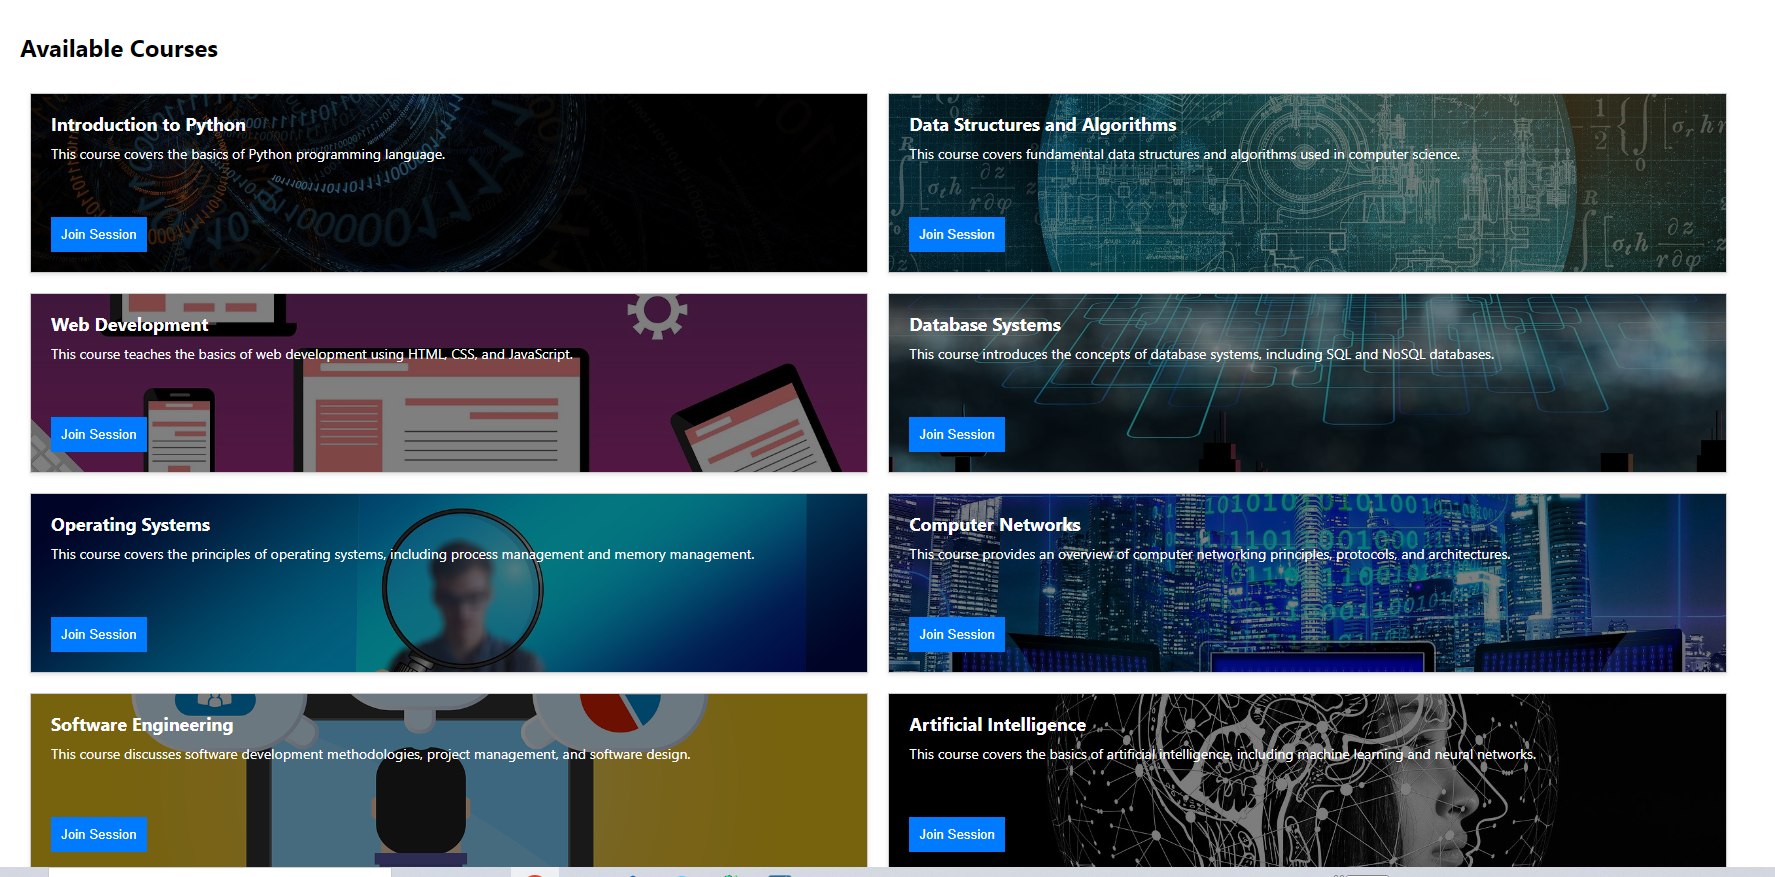 Available Courses
Introduction to Python
This course covers the basics of Python programming language.
Join Session
Data Structures and Algorithms
This course covers fundamental data structures and algorithms used in computer science.
Join Session
Web Development
This course teaches the basics of web development using HTML, CSS, and JavaScript.
Join Session
Database Systems
This course introduces the concepts of database systems, including SQL and NoSQL databases.
Join Session
Operating Systems
This course covers the principles of operating systems, including process management and memory management.
Join Session
Computer Networks
This course provides an overview of computer networking principles, protocols, and architectures.
Join Session
Software Engineering
This course discusses software development methodologies, project management, and software design.
Join Session
Artificial Intelligence
This course covers the basics of artificial intelligence, including machine learning and neural networks.
Join Session